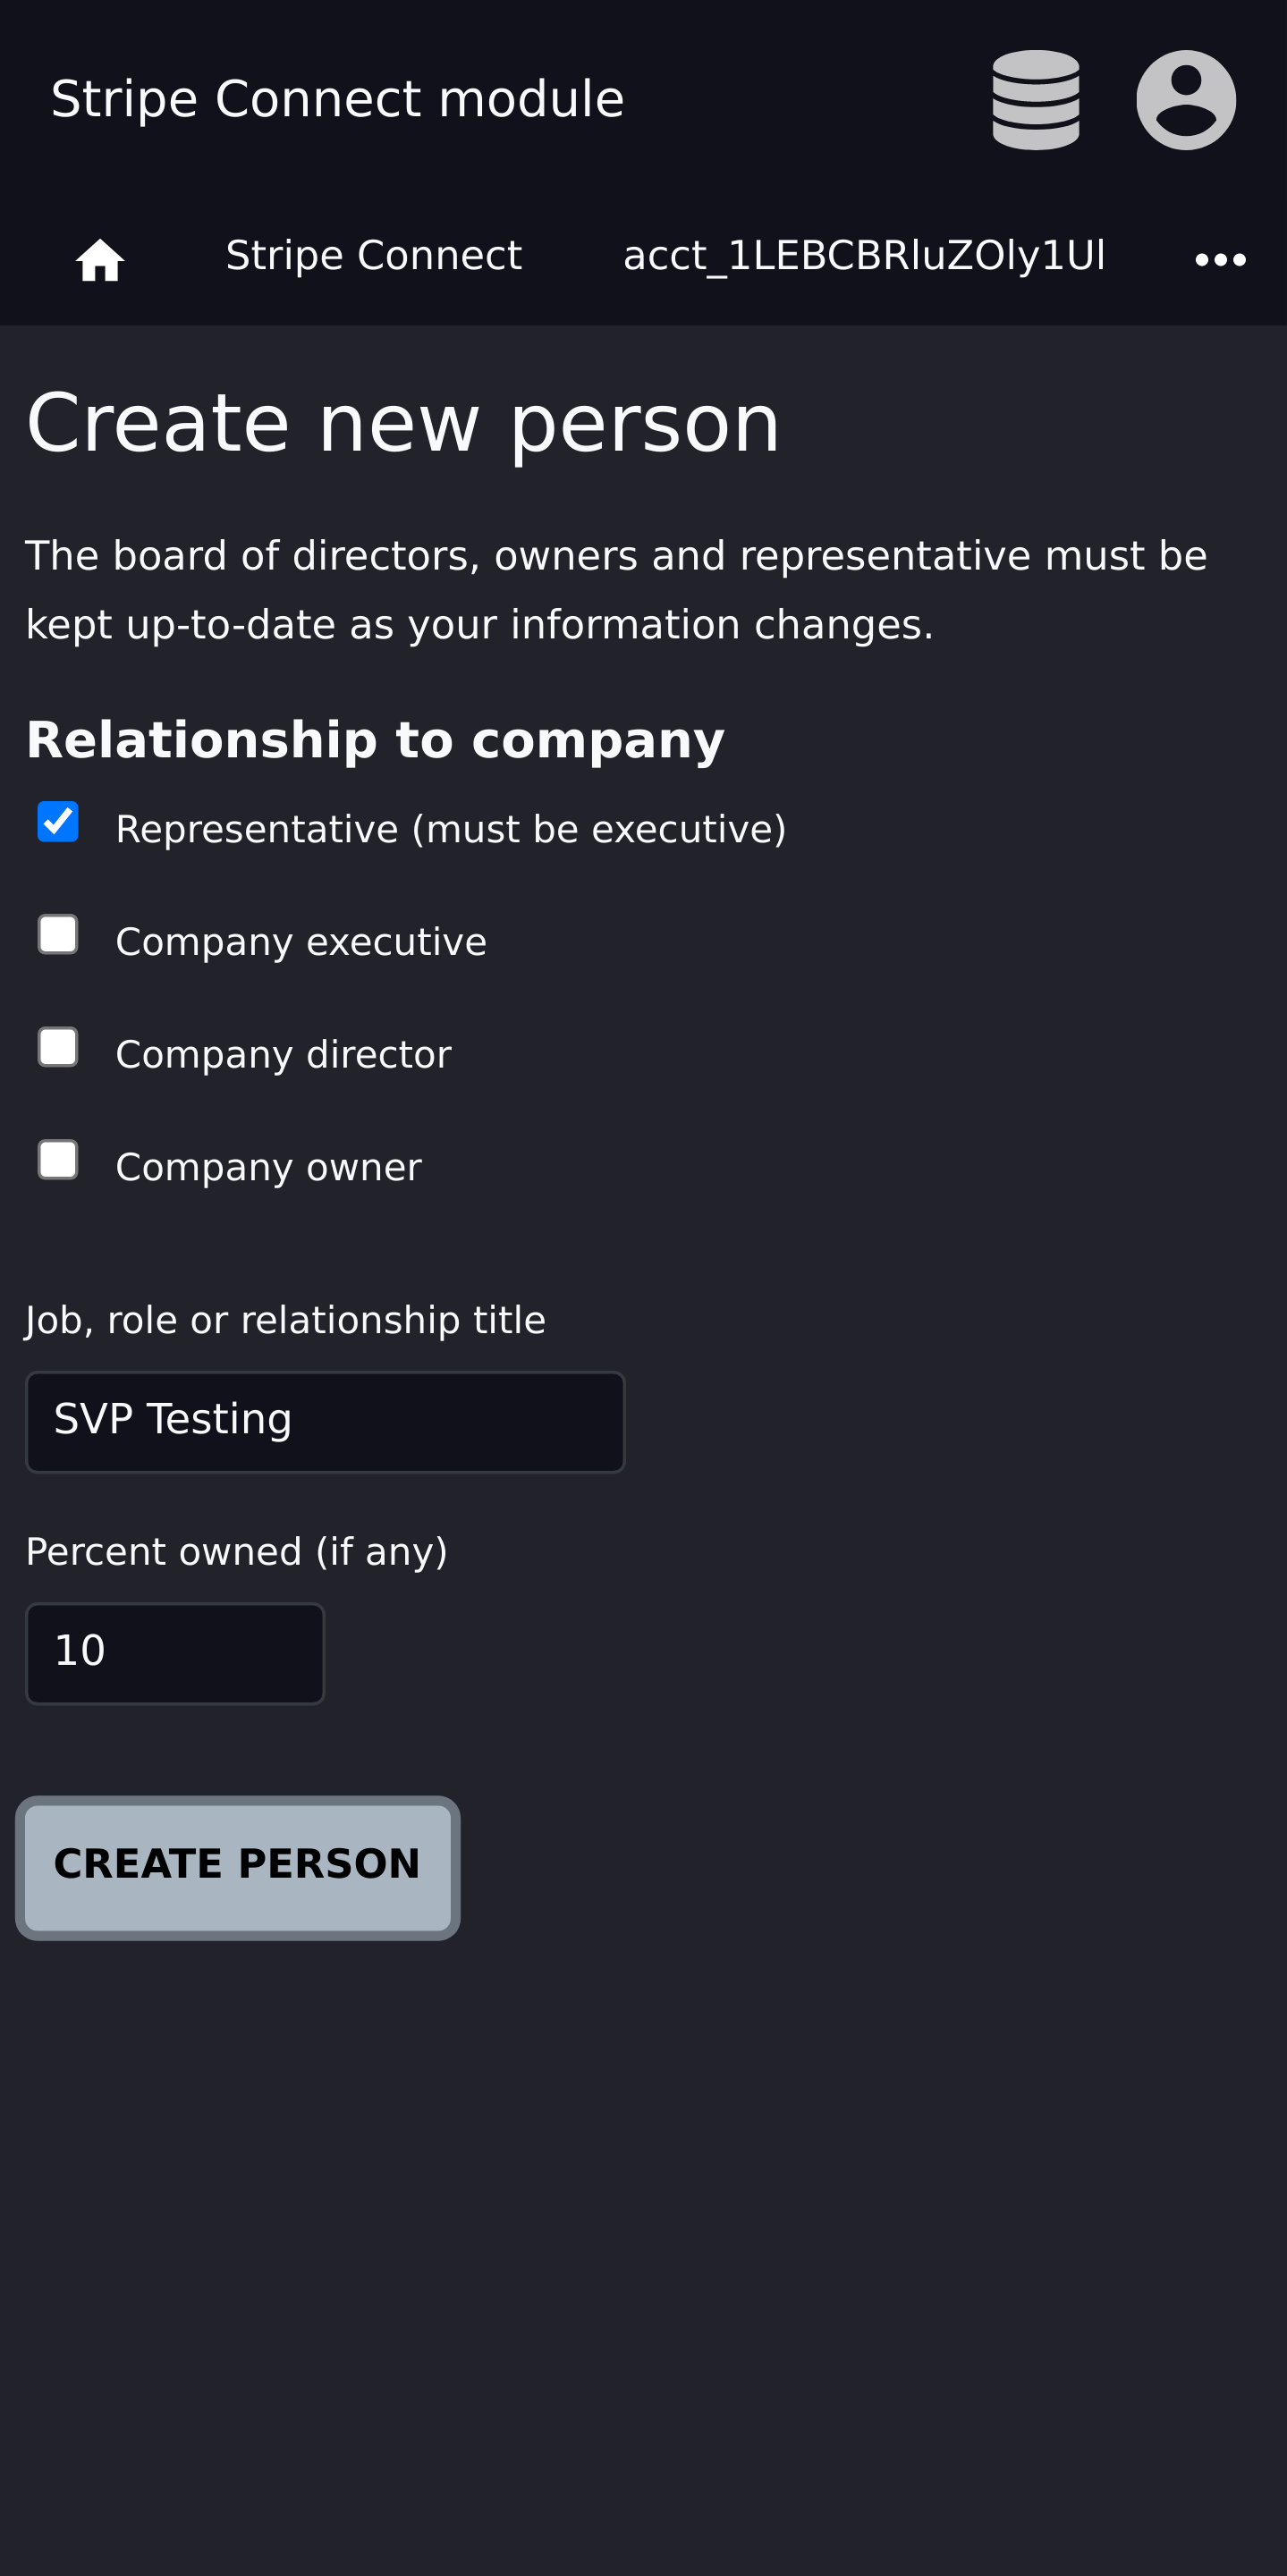 Stripe Connect module
Stripe Connect acct_1LEBCBRluZOly1Ul
Create new person
The board of directors, owners and representative must be
kept up-to-date as your information changes.
Relationship to company
Representative (must be executive)
Company executive
Company director
Company owner
Job, role or relationship title
SVP Testing
Percent owned (if any)
10
CREATE PERSON